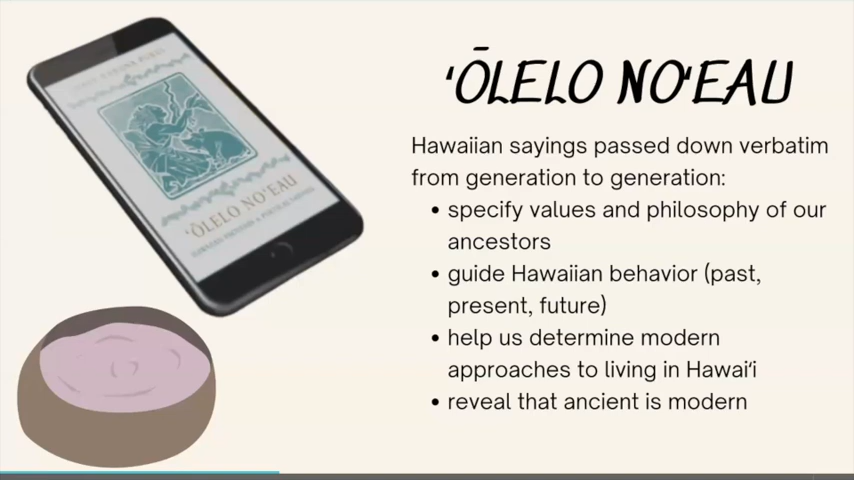 ʻŌLELO NOʻEAU
Hawaiian sayings passed down verbatim
from generation to generation:
• specify values and philosophy of our
ancestors
• guide Hawaiian behavior (past,
present, future)
• help us determine modern
approaches to living in Hawaiʻi
• reveal that ancient is modern
ʻŌLELO NOʻEAU